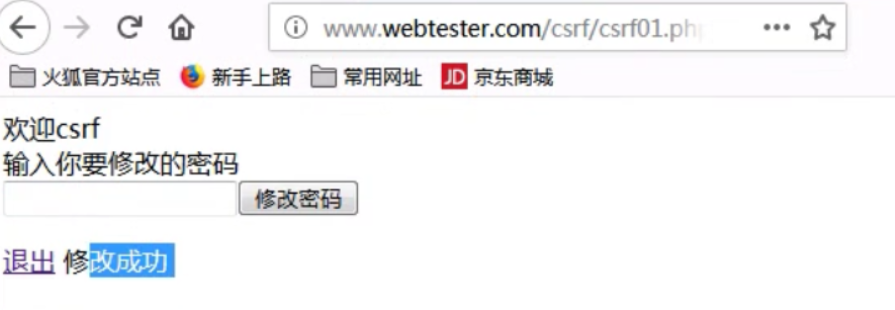 www.webtester.com/csrf/csrf01.php
火狐官方站点 新手上路 常用网址 JD 京东商城
欢迎csrf
输入你要修改的密码
修改密码
退出 修改成功